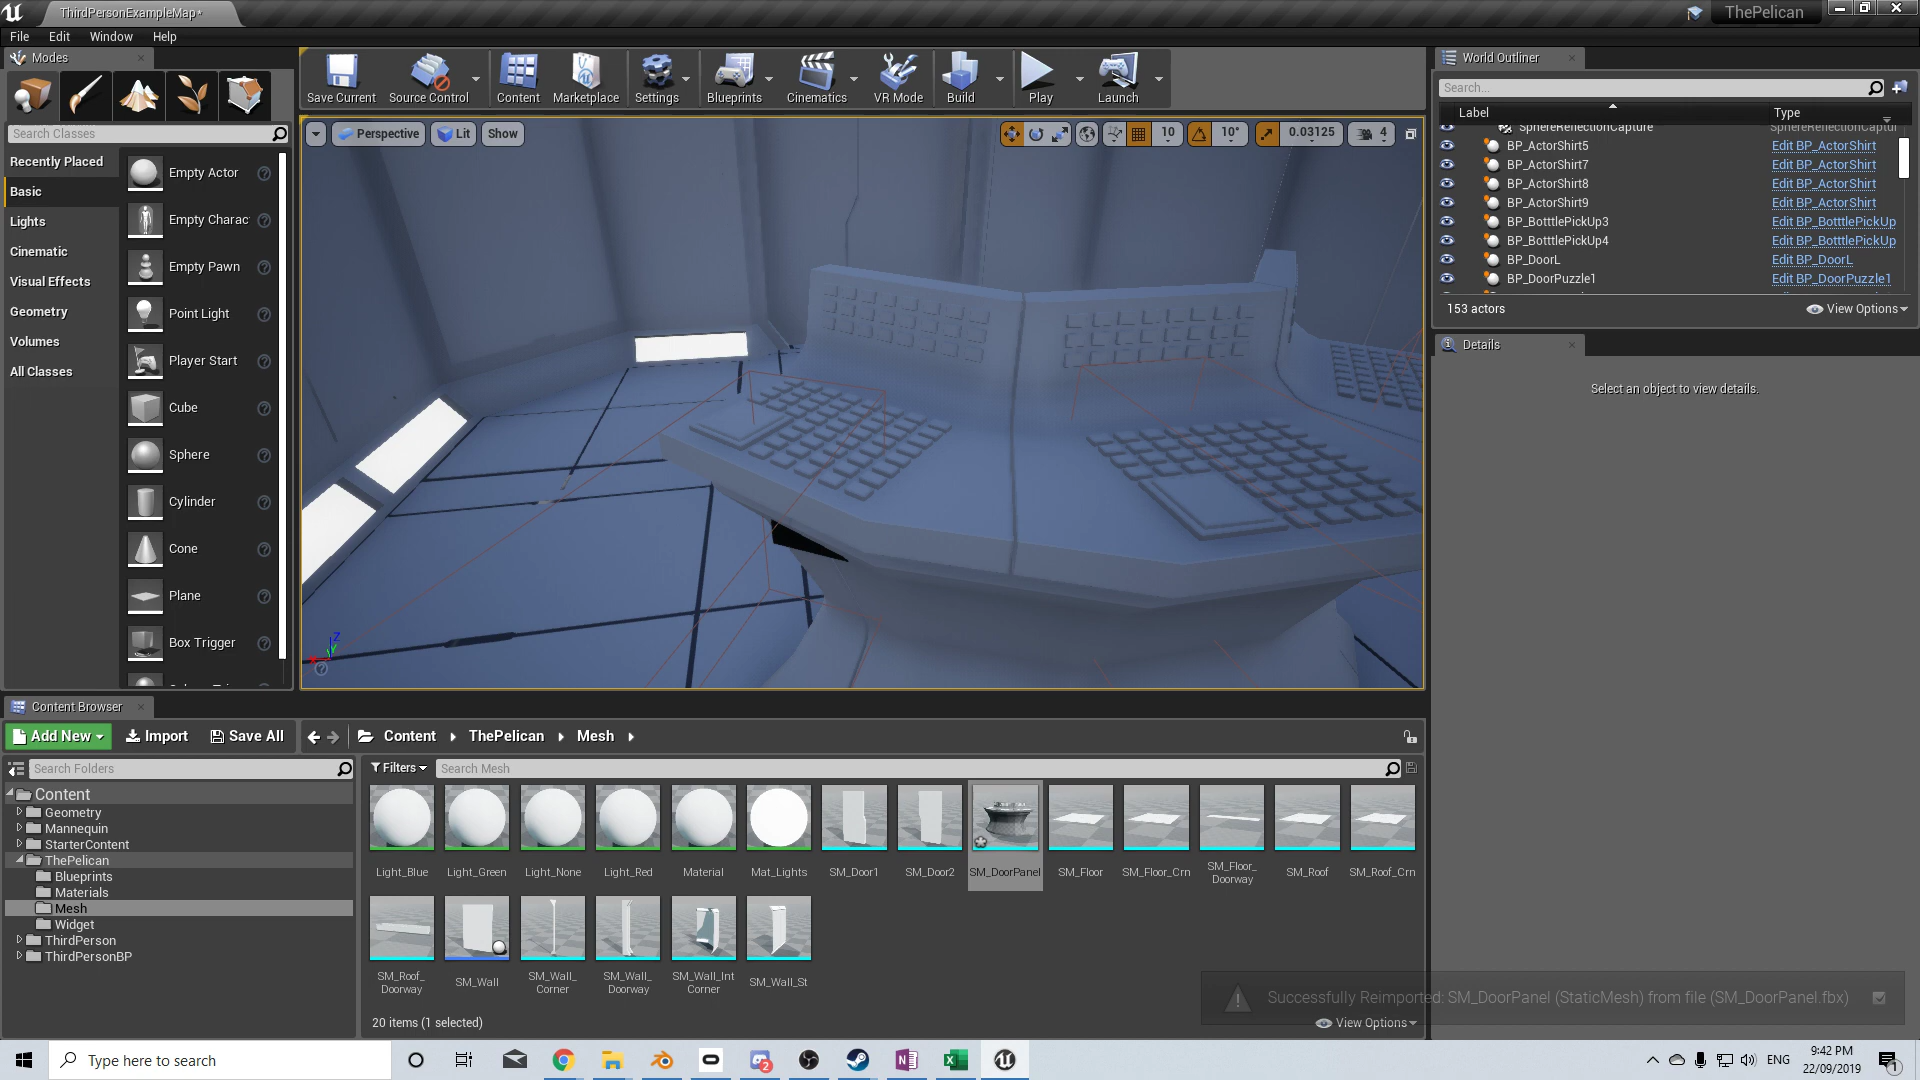 ThirdPersonExampleMap*
ThePelican
File Edit Window Help
Modes
Search Classes
Recently Placed
Basic
Lights
Cinematic
Visual Effects
Geometry
Volumes
All Classes
Empty Actor
Empty Charac
Empty Pawn
Point Light
Player Start
Cube
Sphere
Cylinder
Cone
Plane
Box Trigger
Save Current Source Control Content Marketplace Settings Blueprints Cinematics VR Mode Build Play Launch
Perspective Lit Show
10 10° 0.03125 4
Z
World Outliner
Search...
Label Type
SphereReflectionCapture SphereReflectionCaptur
BP_ActorShirt5 Edit BP_ActorShirt
BP_ActorShirt7 Edit BP_ActorShirt
BP_ActorShirt8 Edit BP_ActorShirt
BP_ActorShirt9 Edit BP_ActorShirt
BP_BotttlePickUp3 Edit BP_BotttlePickUp
BP_BotttlePickUp4 Edit BP_BotttlePickUp
BP_DoorL Edit BP_DoorL
BP_DoorPuzzle1 Edit BP_DoorPuzzle1
153 actors View Options
Details
Select an object to view details.
Content Browser
Add New Import Save All Content ThePelican Mesh
Search Folders
Filters Search Mesh
Content
Geometry
Mannequin
StarterContent
ThePelican
Blueprints
Materials
Mesh
Widget
ThirdPerson
ThirdPersonBP
Light_Blue Light_Green Light_None Light_Red Material Mat_Lights SM_Door1 SM_Door2 SM_DoorPanel SM_Floor SM_Floor_Crn SM_Floor_ SM_Roof SM_Roof_Crn
Doorway
SM_Roof_ SM_Wall SM_Wall_ SM_Wall_ SM_Wall_Int SM_Wall_St
Doorway Corner Doorway Corner
20 items (1 selected) View Options
Successfully Reimported: SM_DoorPanel (StaticMesh) from file (SM_DoorPanel.fbx)
Type here to search
2
ENG
9:42 PM
22/09/2019
1